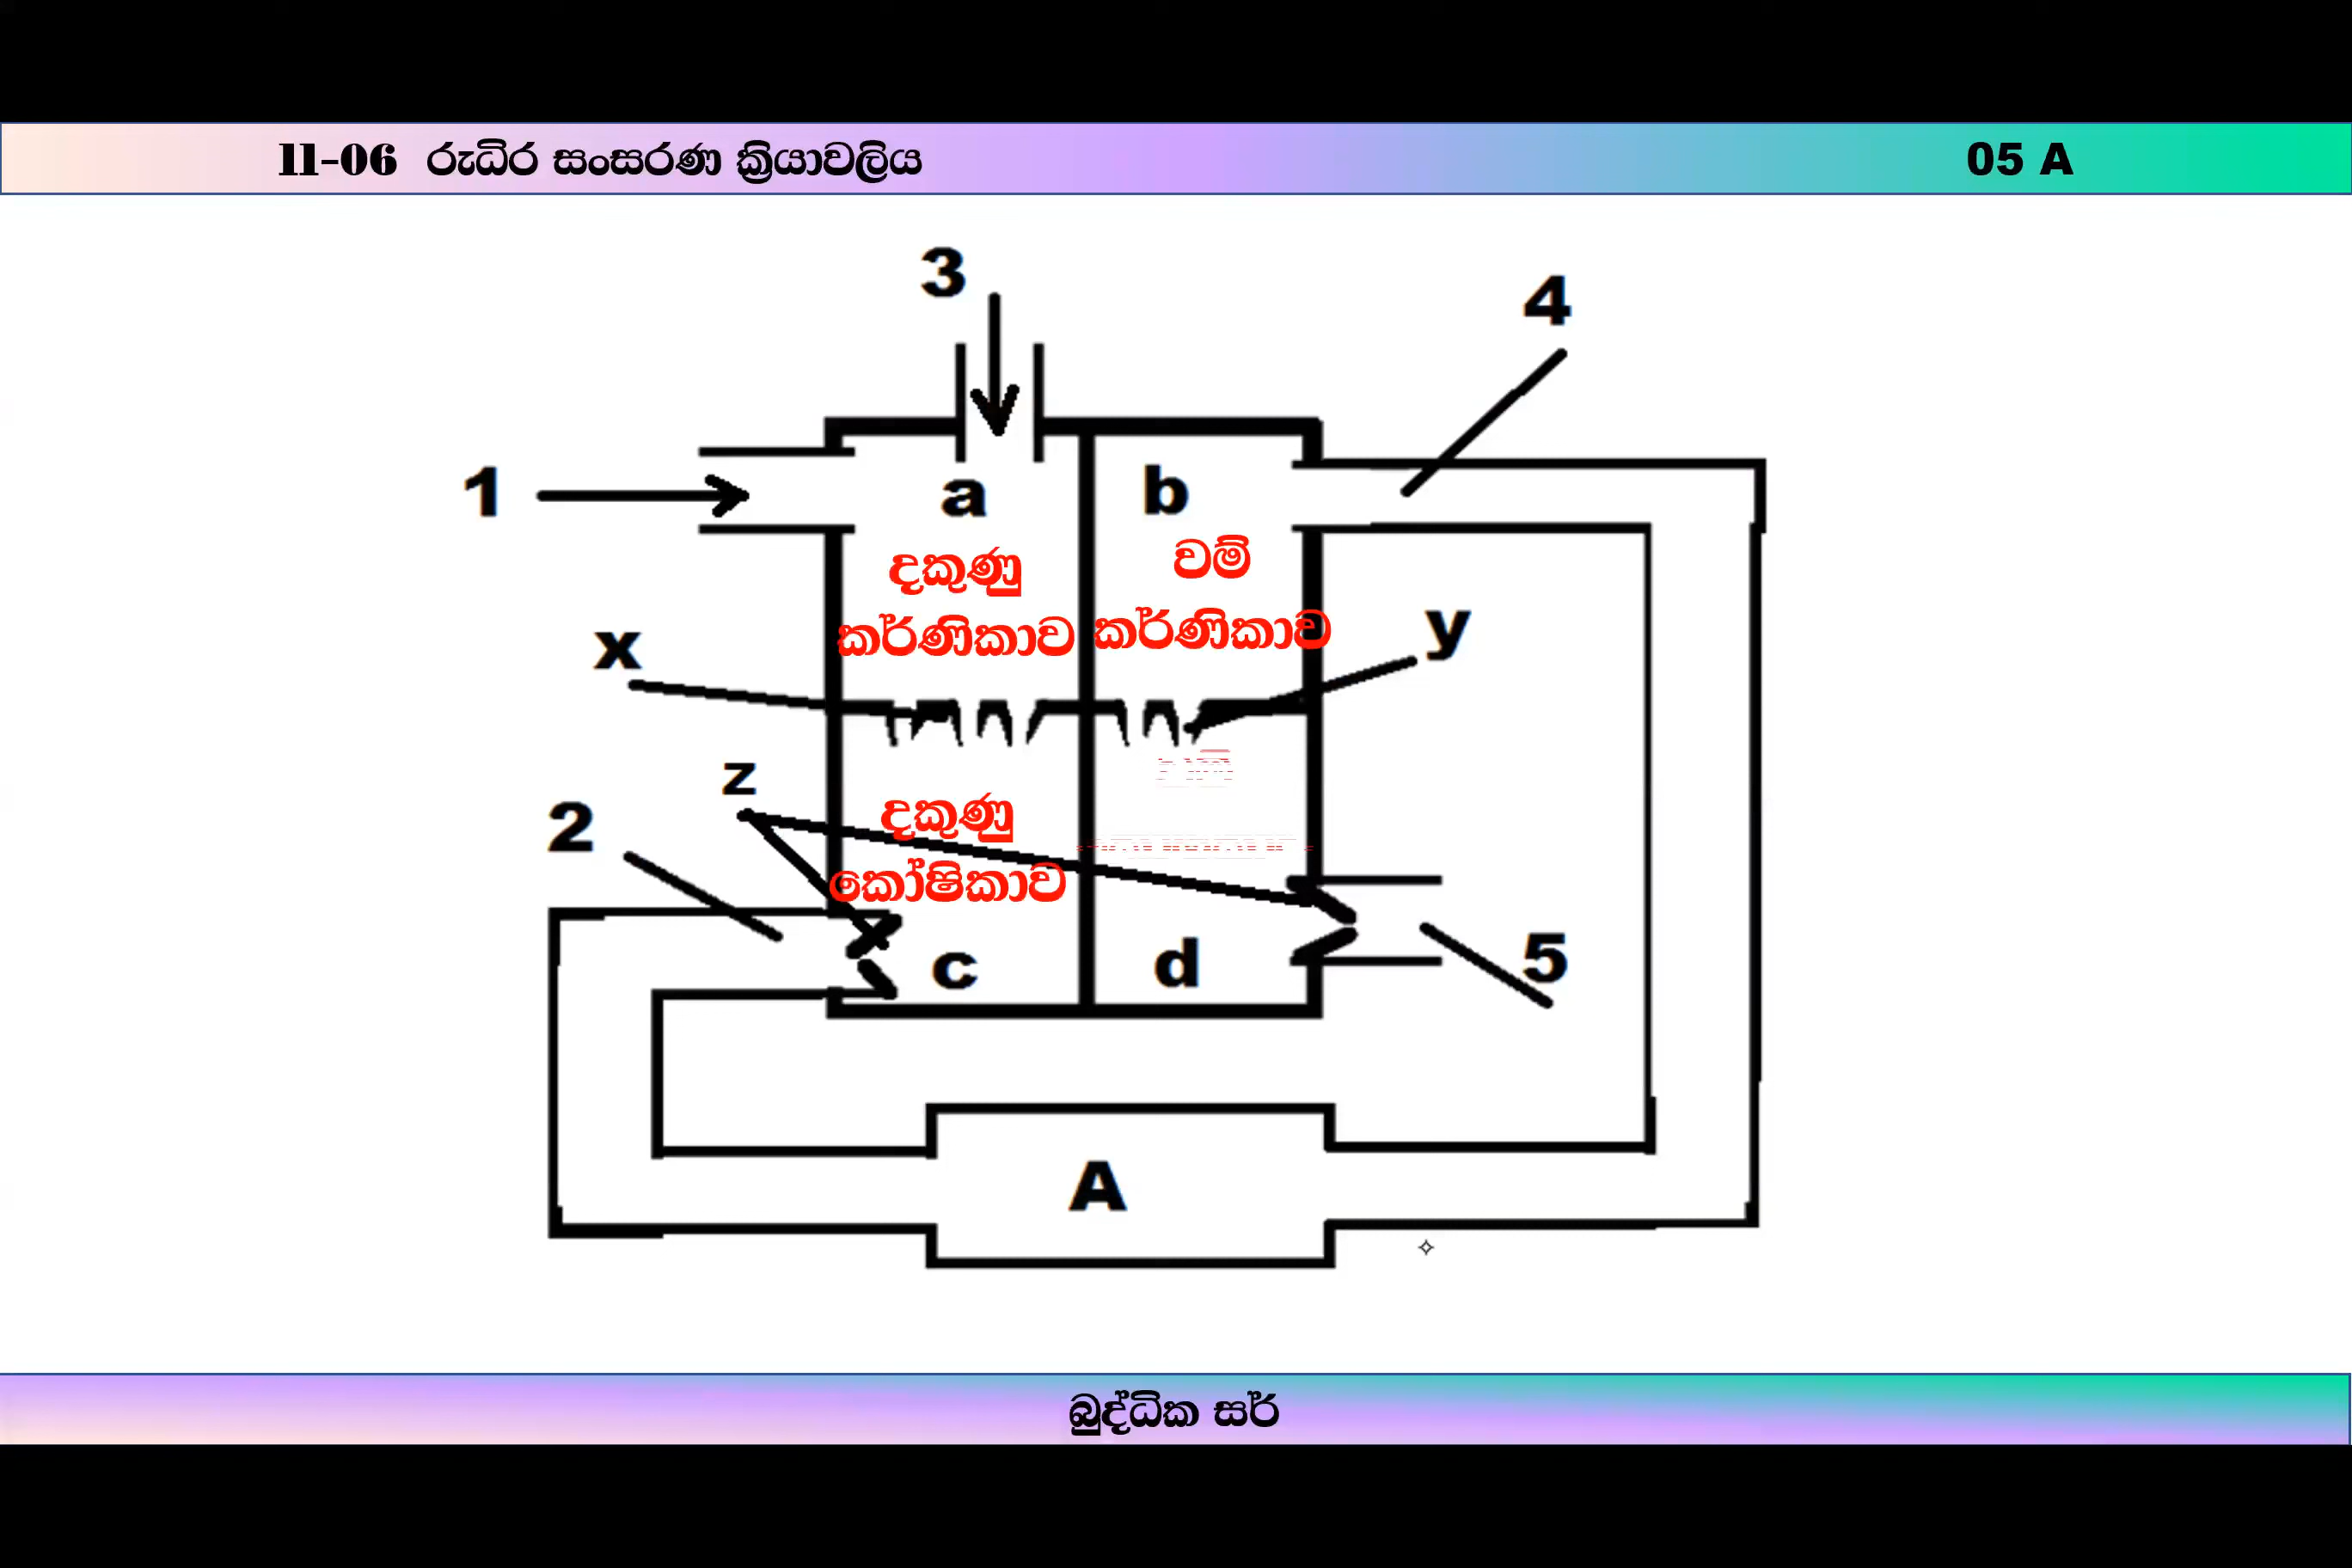 11-06 රුධිර සංසරණ ක්‍රියාවලිය
05 A
3
4
1
a
b
දකුණු
කර්ණිකාව
වම්
කර්ණිකාව
x
y
z
2
දකුණු
කෝෂිකාව
c
d
5
A
බුද්ධික සර්